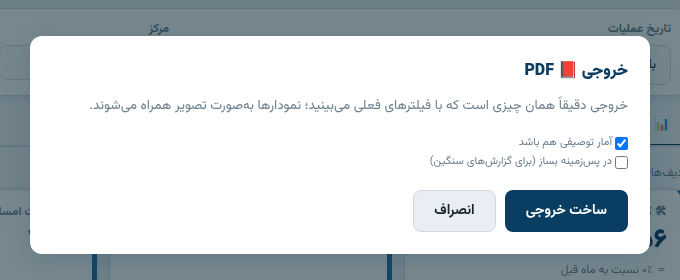 تاریخ عملیات
مرکز
خروجی PDF
خروجی دقیقاً همان چیزی است که با فیلترهای فعلی می‌بینید؛ نمودارها به‌صورت تصویر همراه می‌شوند.
آمار توصیفی هم باشد
در پس‌زمینه بساز (برای گزارش‌های سنگین)
ساخت خروجی
انصراف
= ۰٪ نسبت به ماه قبل